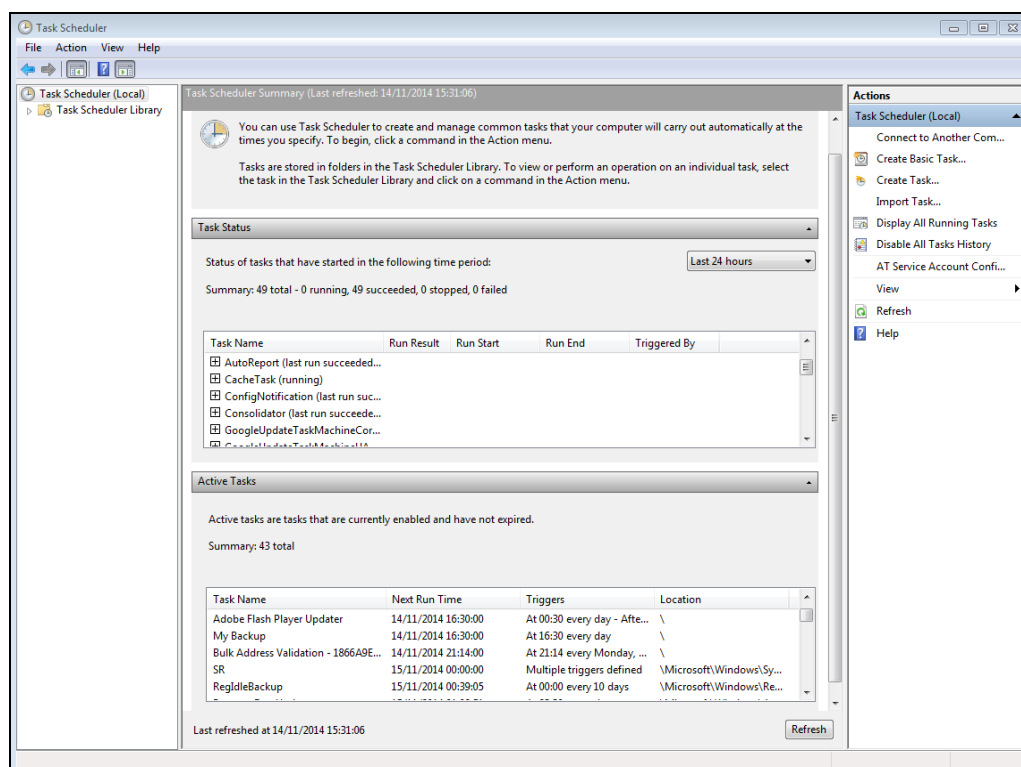 Task Scheduler
File Action View Help
Task Scheduler (Local)
Task Scheduler Library
Task Scheduler Summary (Last refreshed: 14/11/2014 15:31:06)
You can use Task Scheduler to create and manage common tasks that your computer will carry out automatically at the
times you specify. To begin, click a command in the Action menu.
Tasks are stored in folders in the Task Scheduler Library. To view or perform an operation on an individual task, select
the task in the Task Scheduler Library and click on a command in the Action menu.
Task Status
Status of tasks that have started in the following time period:
Last 24 hours
Summary: 49 total - 0 running, 49 succeeded, 0 stopped, 0 failed
Task Name Run Result Run Start Run End Triggered By
AutoReport (last run succeeded...
CacheTask (running)
ConfigNotification (last run suc...
Consolidator (last run succeede...
GoogleUpdateTaskMachineCor...
Active Tasks
Active tasks are tasks that are currently enabled and have not expired.
Summary: 43 total
Task Name Next Run Time Triggers Location
Adobe Flash Player Updater 14/11/2014 16:30:00 At 00:30 every day - Afte... \
My Backup 14/11/2014 16:30:00 At 16:30 every day \
Bulk Address Validation - 1866A9E... 14/11/2014 21:14:00 At 21:14 every Monday, ... \
SR 15/11/2014 00:00:00 Multiple triggers defined \Microsoft\Windows\Sy...
RegIdleBackup 15/11/2014 00:39:05 At 00:00 every 10 days \Microsoft\Windows\Re...
Last refreshed at 14/11/2014 15:31:06
Refresh
Actions
Task Scheduler (Local)
Connect to Another Com...
Create Basic Task...
Create Task...
Import Task...
Display All Running Tasks
Disable All Tasks History
AT Service Account Confi...
View
Refresh
Help